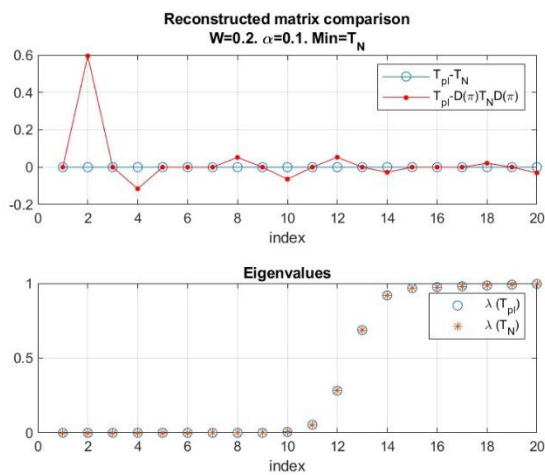 Reconstructed matrix comparison
W=0.2. α=0.1. Min=T_N
0.6
0.4
0.2
0
-0.2
T_pl-T_N
T_pl-D(π)T_ND(π)
0 2 4 6 8 10 12 14 16 18 20
index
Eigenvalues
1
0.5
0
λ (T_pl)
λ (T_N)
0 2 4 6 8 10 12 14 16 18 20
index